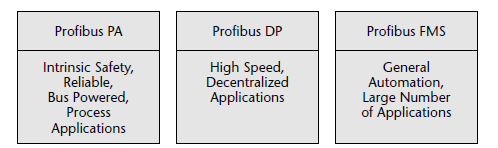 Profibus PA
Intrinsic Safety,
Reliable,
Bus Powered,
Process
Applications
Profibus DP
High Speed,
Decentralized
Applications
Profibus FMS
General
Automation,
Large Number
of Applications